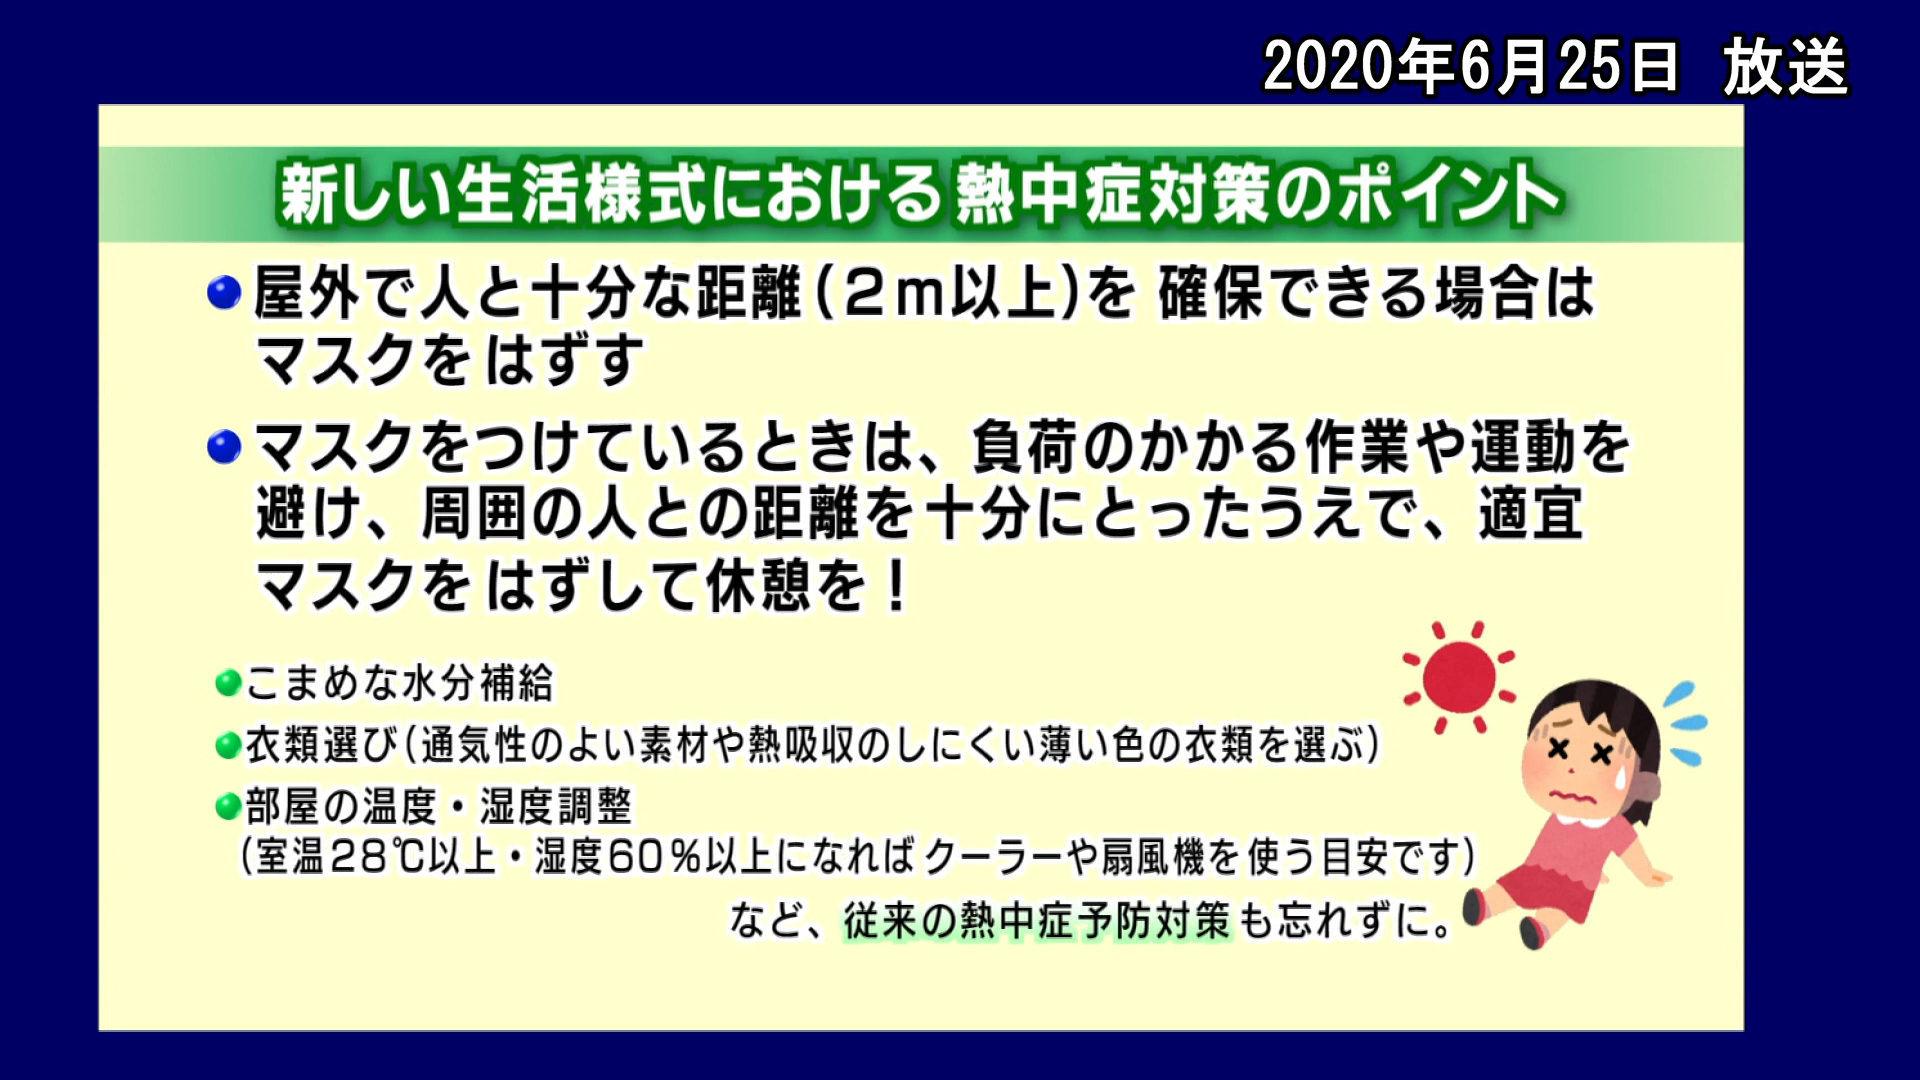 2020年6月25日 放送
新しい生活様式における熱中症対策のポイント
屋外で人と十分な距離(2m以上)を 確保できる場合は
マスクをはずす
マスクをつけているときは、負荷のかかる作業や運動を
避け、周囲の人との距離を十分にとったうえで、適宜
マスクをはずして休憩を!
こまめな水分補給
衣類選び(通気性のよい素材や熱吸収のしにくい薄い色の衣類を選ぶ)
部屋の温度・湿度調整
(室温28℃以上・湿度60%以上になればクーラーや扇風機を使う目安です)
など、従来の熱中症予防対策も忘れずに。